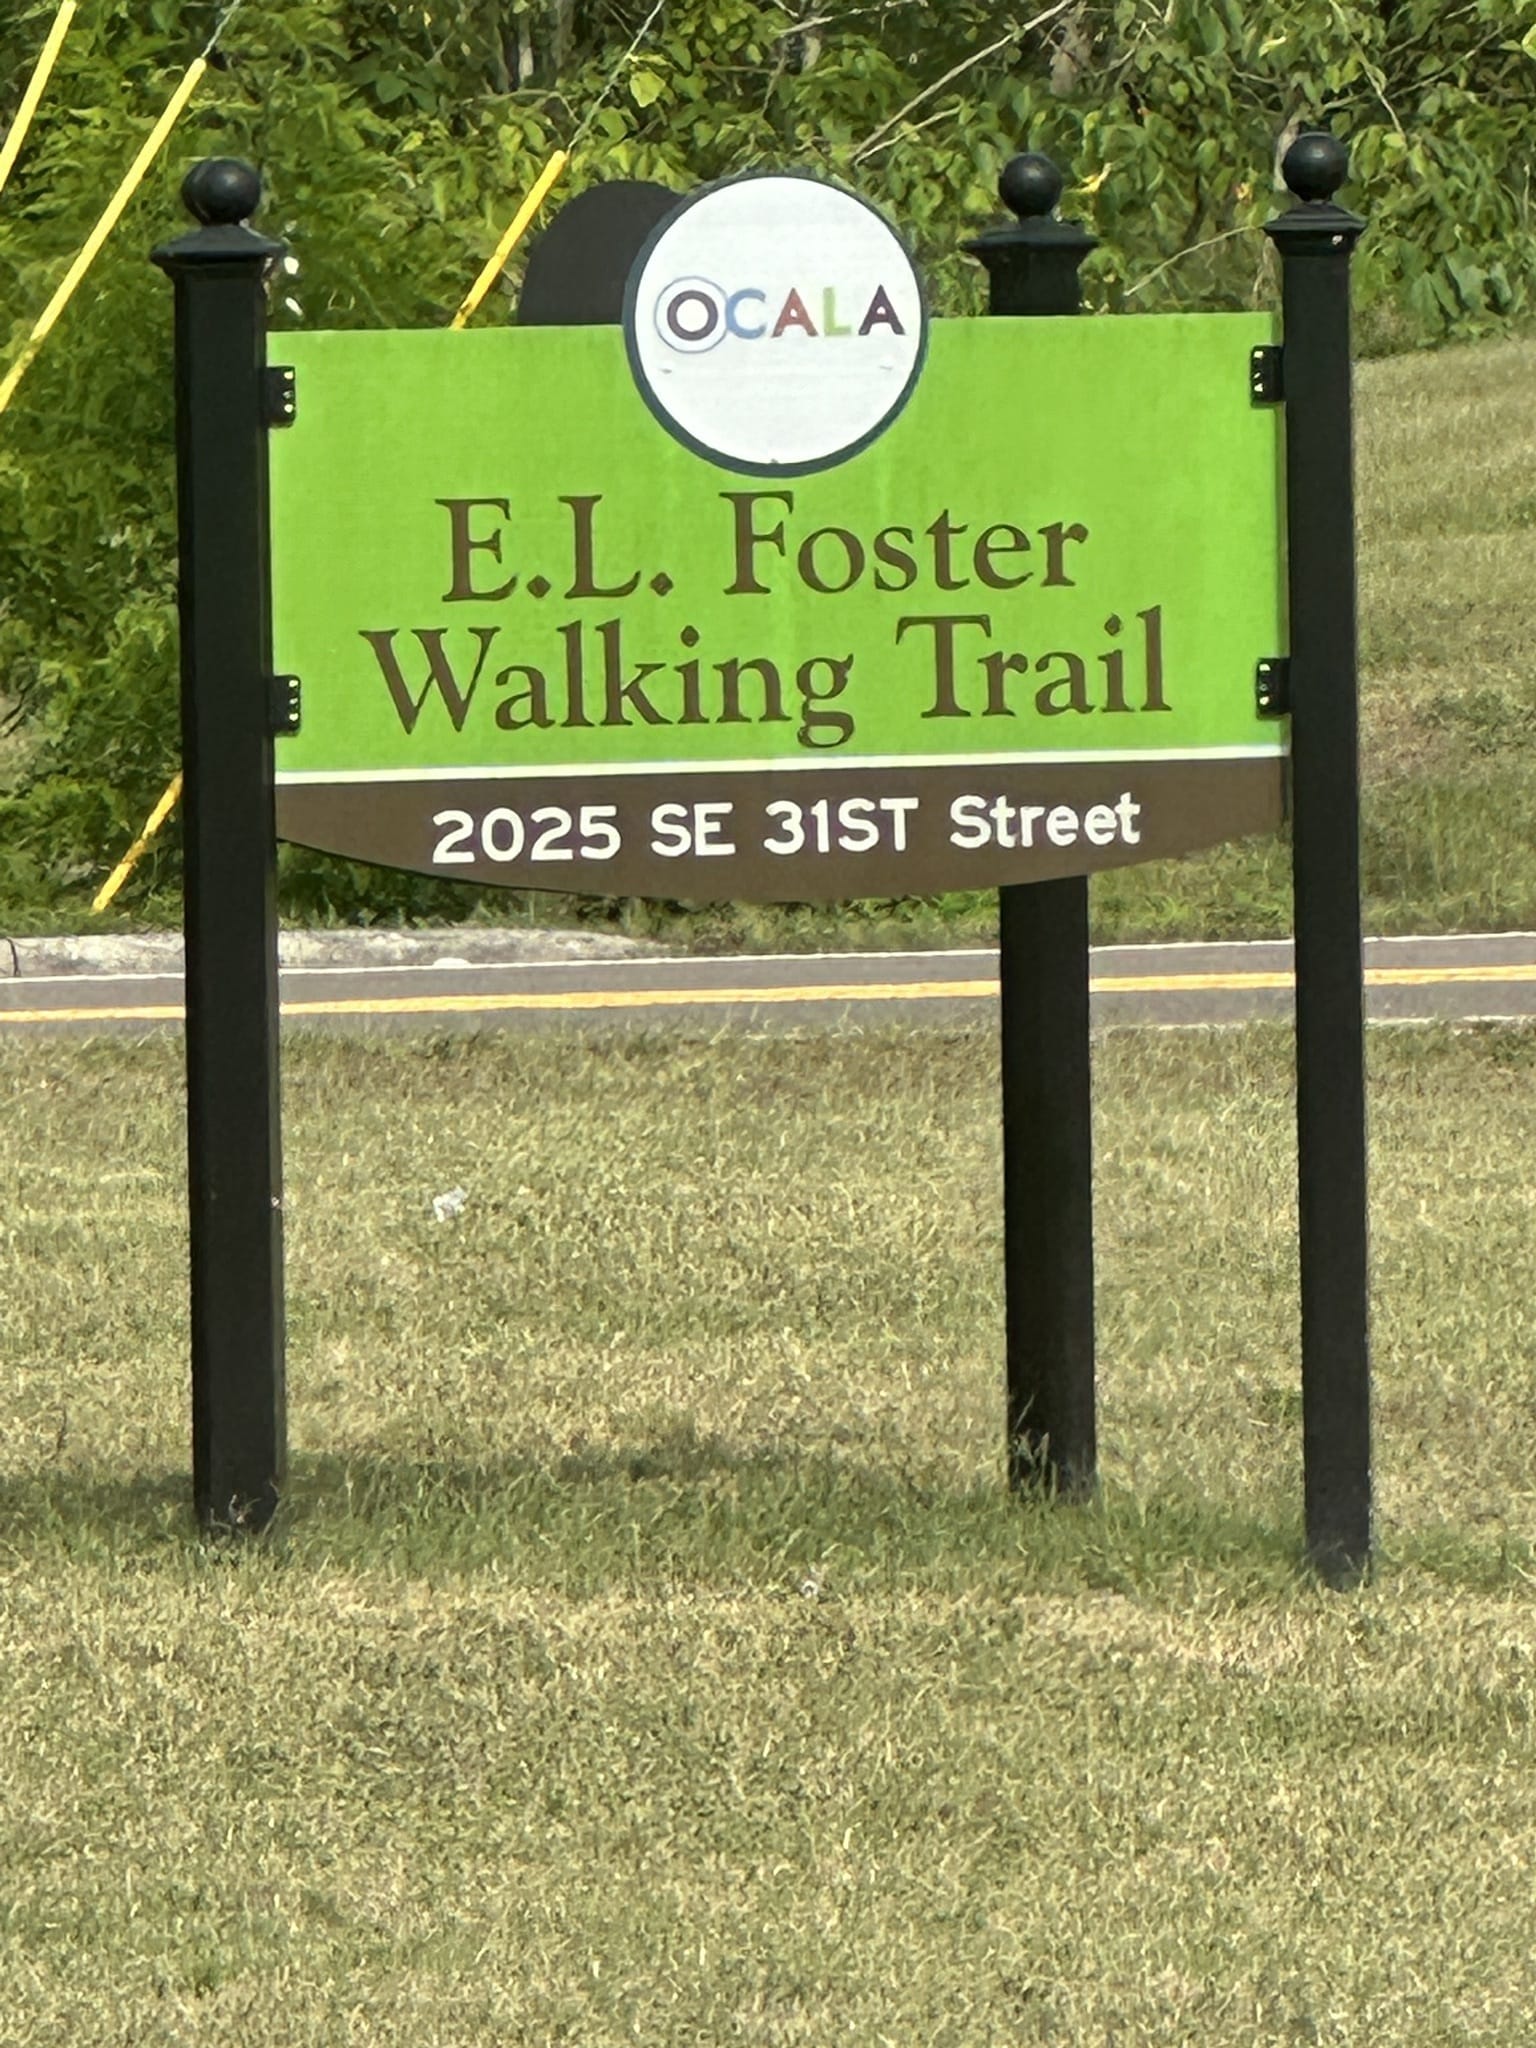 OCALA
E.L. Foster
Walking Trail
2025 SE 31ST Street